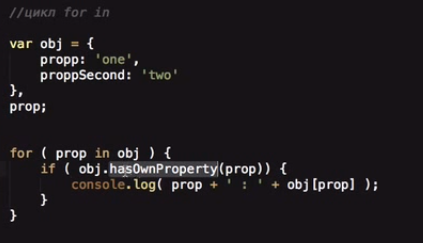 //цикл for in
var obj = {
propp: 'one',
proppSecond: 'two'
},
prop;
for ( prop in obj ) {
if ( obj.hasOwnProperty(prop)) {
console.log( prop + ' : ' + obj[prop] );
}
}